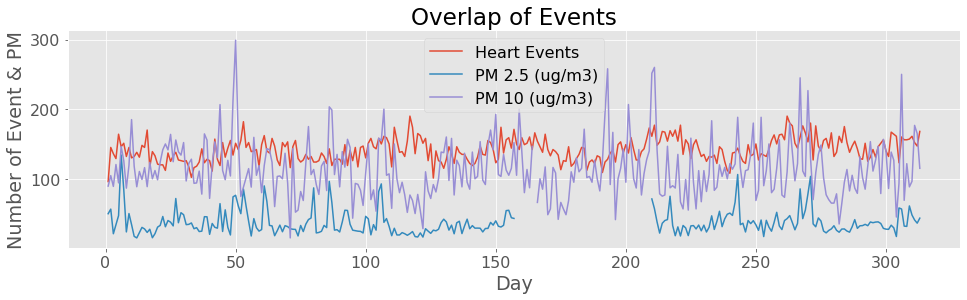 Overlap of Events
Number of Event & PM
300
200
100
Heart Events
PM 2.5 (ug/m3)
PM 10 (ug/m3)
0 50 100 150 200 250 300
Day